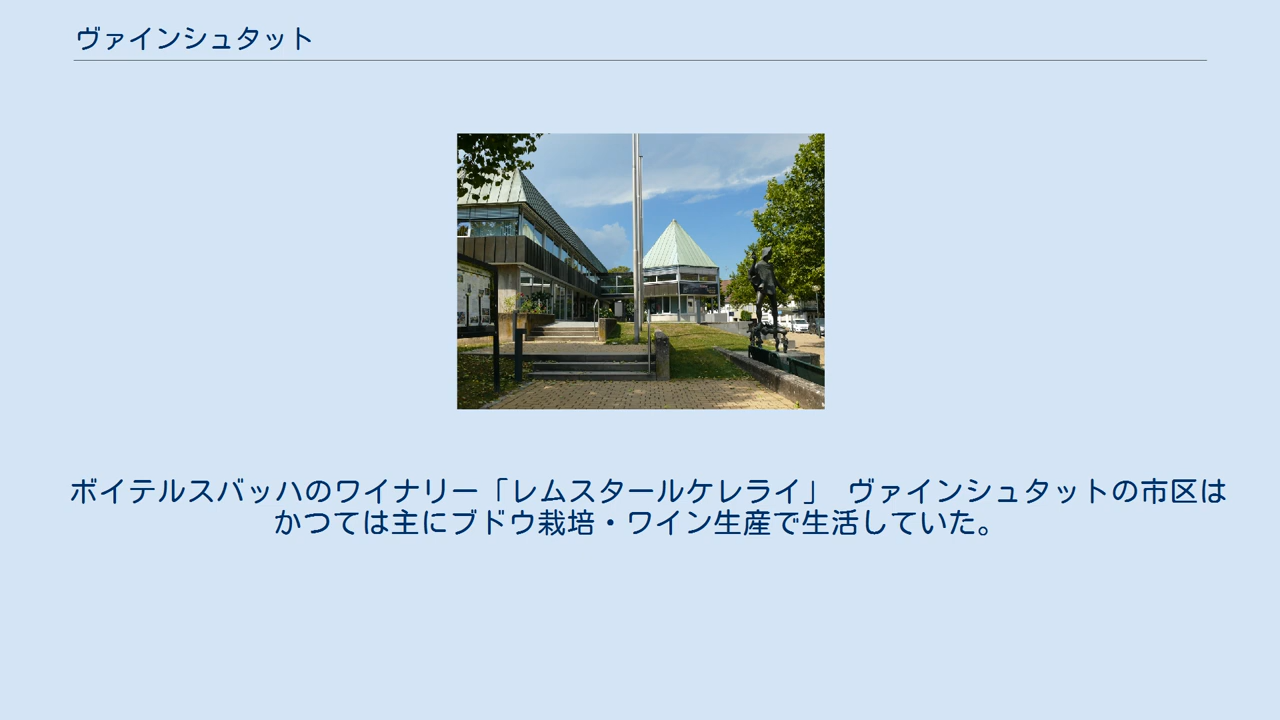 ヴァインシュタット
ボイテルスバッハのワイナリー「レムスタールケレライ」 ヴァインシュタットの市区は
かつては主にブドウ栽培・ワイン生産で生活していた。